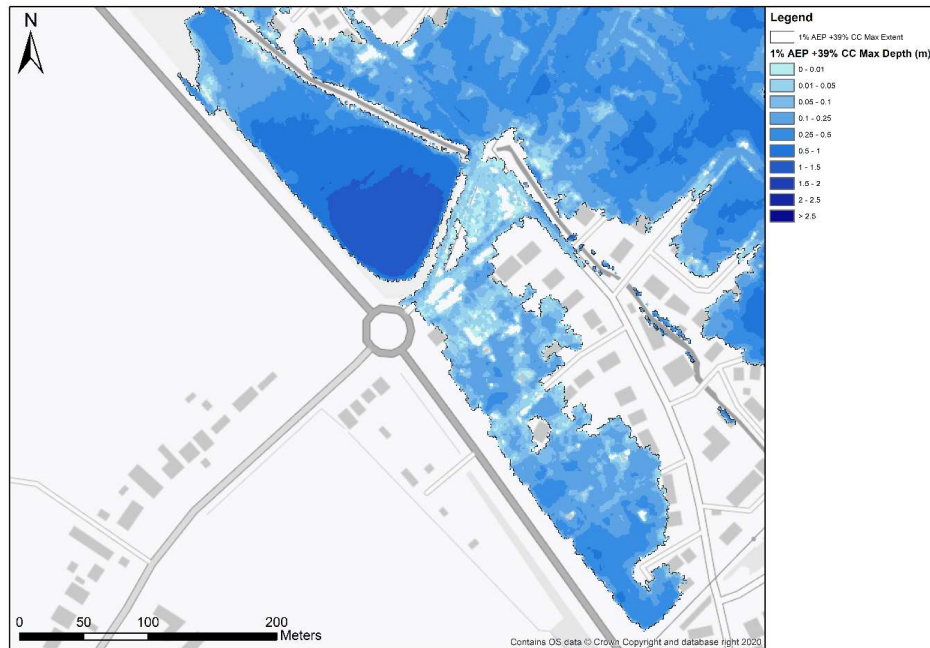 N
Legend
1% AEP +39% CC Max Extent
1% AEP +39% CC Max Depth (m)
0 - 0.01
0.01 - 0.05
0.05 - 0.1
0.1 - 0.25
0.25 - 0.5
0.5 - 1
1 - 1.5
1.5 - 2
2 - 2.5
> 2.5
0 50 100 200
Meters
Contains OS data © Crown Copyright and database right 2020